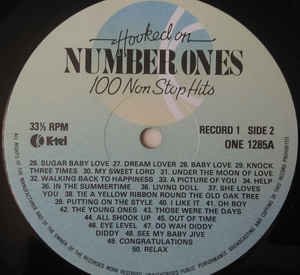 Hooked on
NUMBER ONES
100 Non Stop Hits
33⅓ RPM
RECORD 1 SIDE 2
K-tel
ONE 1285A
26. SUGAR BABY LOVE 27. DREAM LOVER 28. BABY LOVE 29. KNOCK
THREE TIMES 30. MY SWEET LORD 31. UNDER THE MOON OF LOVE
32. WALKING BACK TO HAPPINESS 33. A PICTURE OF YOU 34. HELP
35. IN THE SUMMERTIME 36. LIVING DOLL 37. SHE LOVES
YOU 38. TIE A YELLOW RIBBON ROUND THE OLD OAK TREE
39. PUTTING ON THE STYLE 40. I LIKE IT 41. OH BOY
42. THE YOUNG ONES 43. THOSE WERE THE DAYS
44. ALL SHOOK UP 45. OUT OF TIME
46. EYE LEVEL 47. DO WAH DIDDY
DIDDY 48. SEE MY BABY JIVE
49. CONGRATULATIONS
50. RELAX